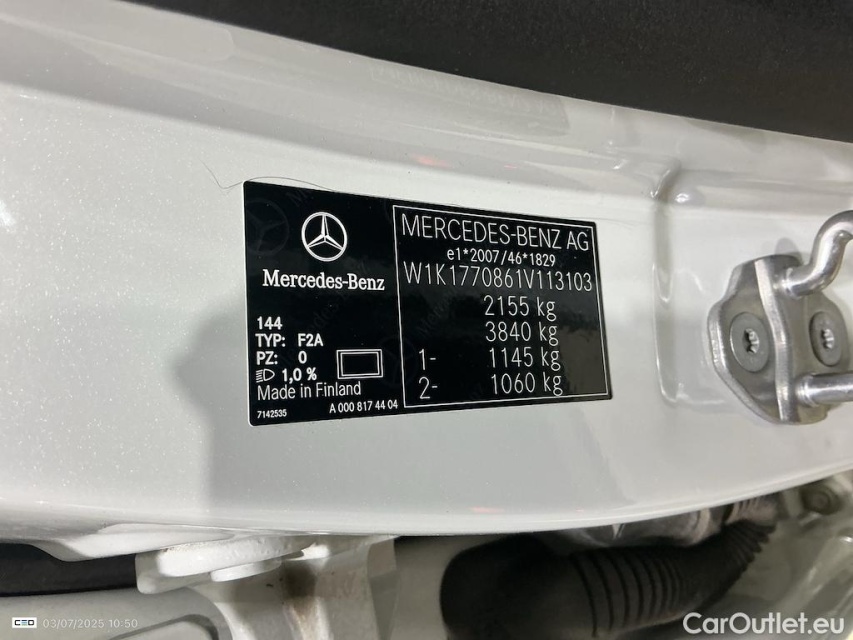 Mercedes-Benz
144
TYP: F2A
PZ: 0
1,0 %
Made in Finland
7142535 A 000 817 44 04
MERCEDES-BENZ AG
e1*2007/46*1829
W1K1770861V113103
2155 kg
3840 kg
1- 1145 kg
2- 1060 kg
CED 03/07/2025 10:50
CarOutlet.eu